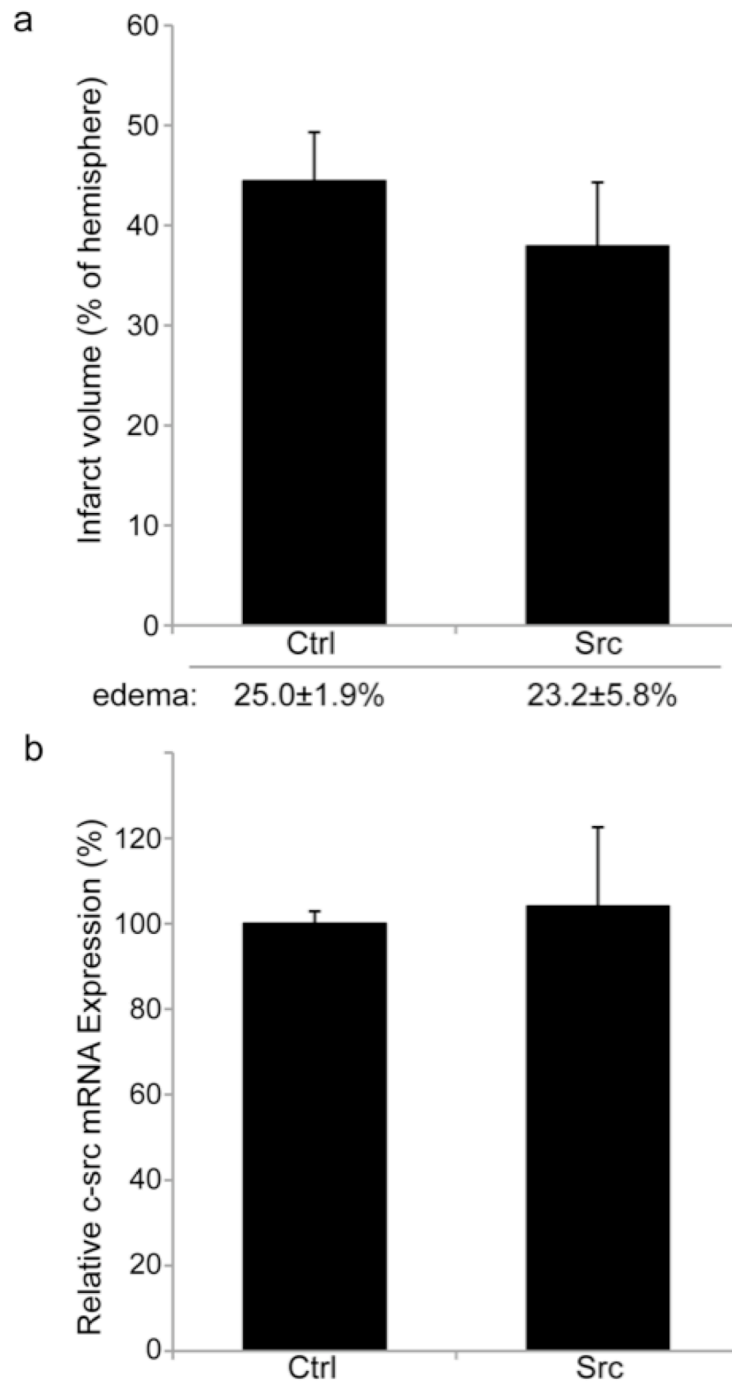 a
Infarct volume (% of hemisphere)
60
50
40
30
20
10
0
Ctrl Src
edema: 25.0±1.9% 23.2±5.8%
b
Relative c-src mRNA Expression (%)
120
100
80
60
40
20
0
Ctrl Src